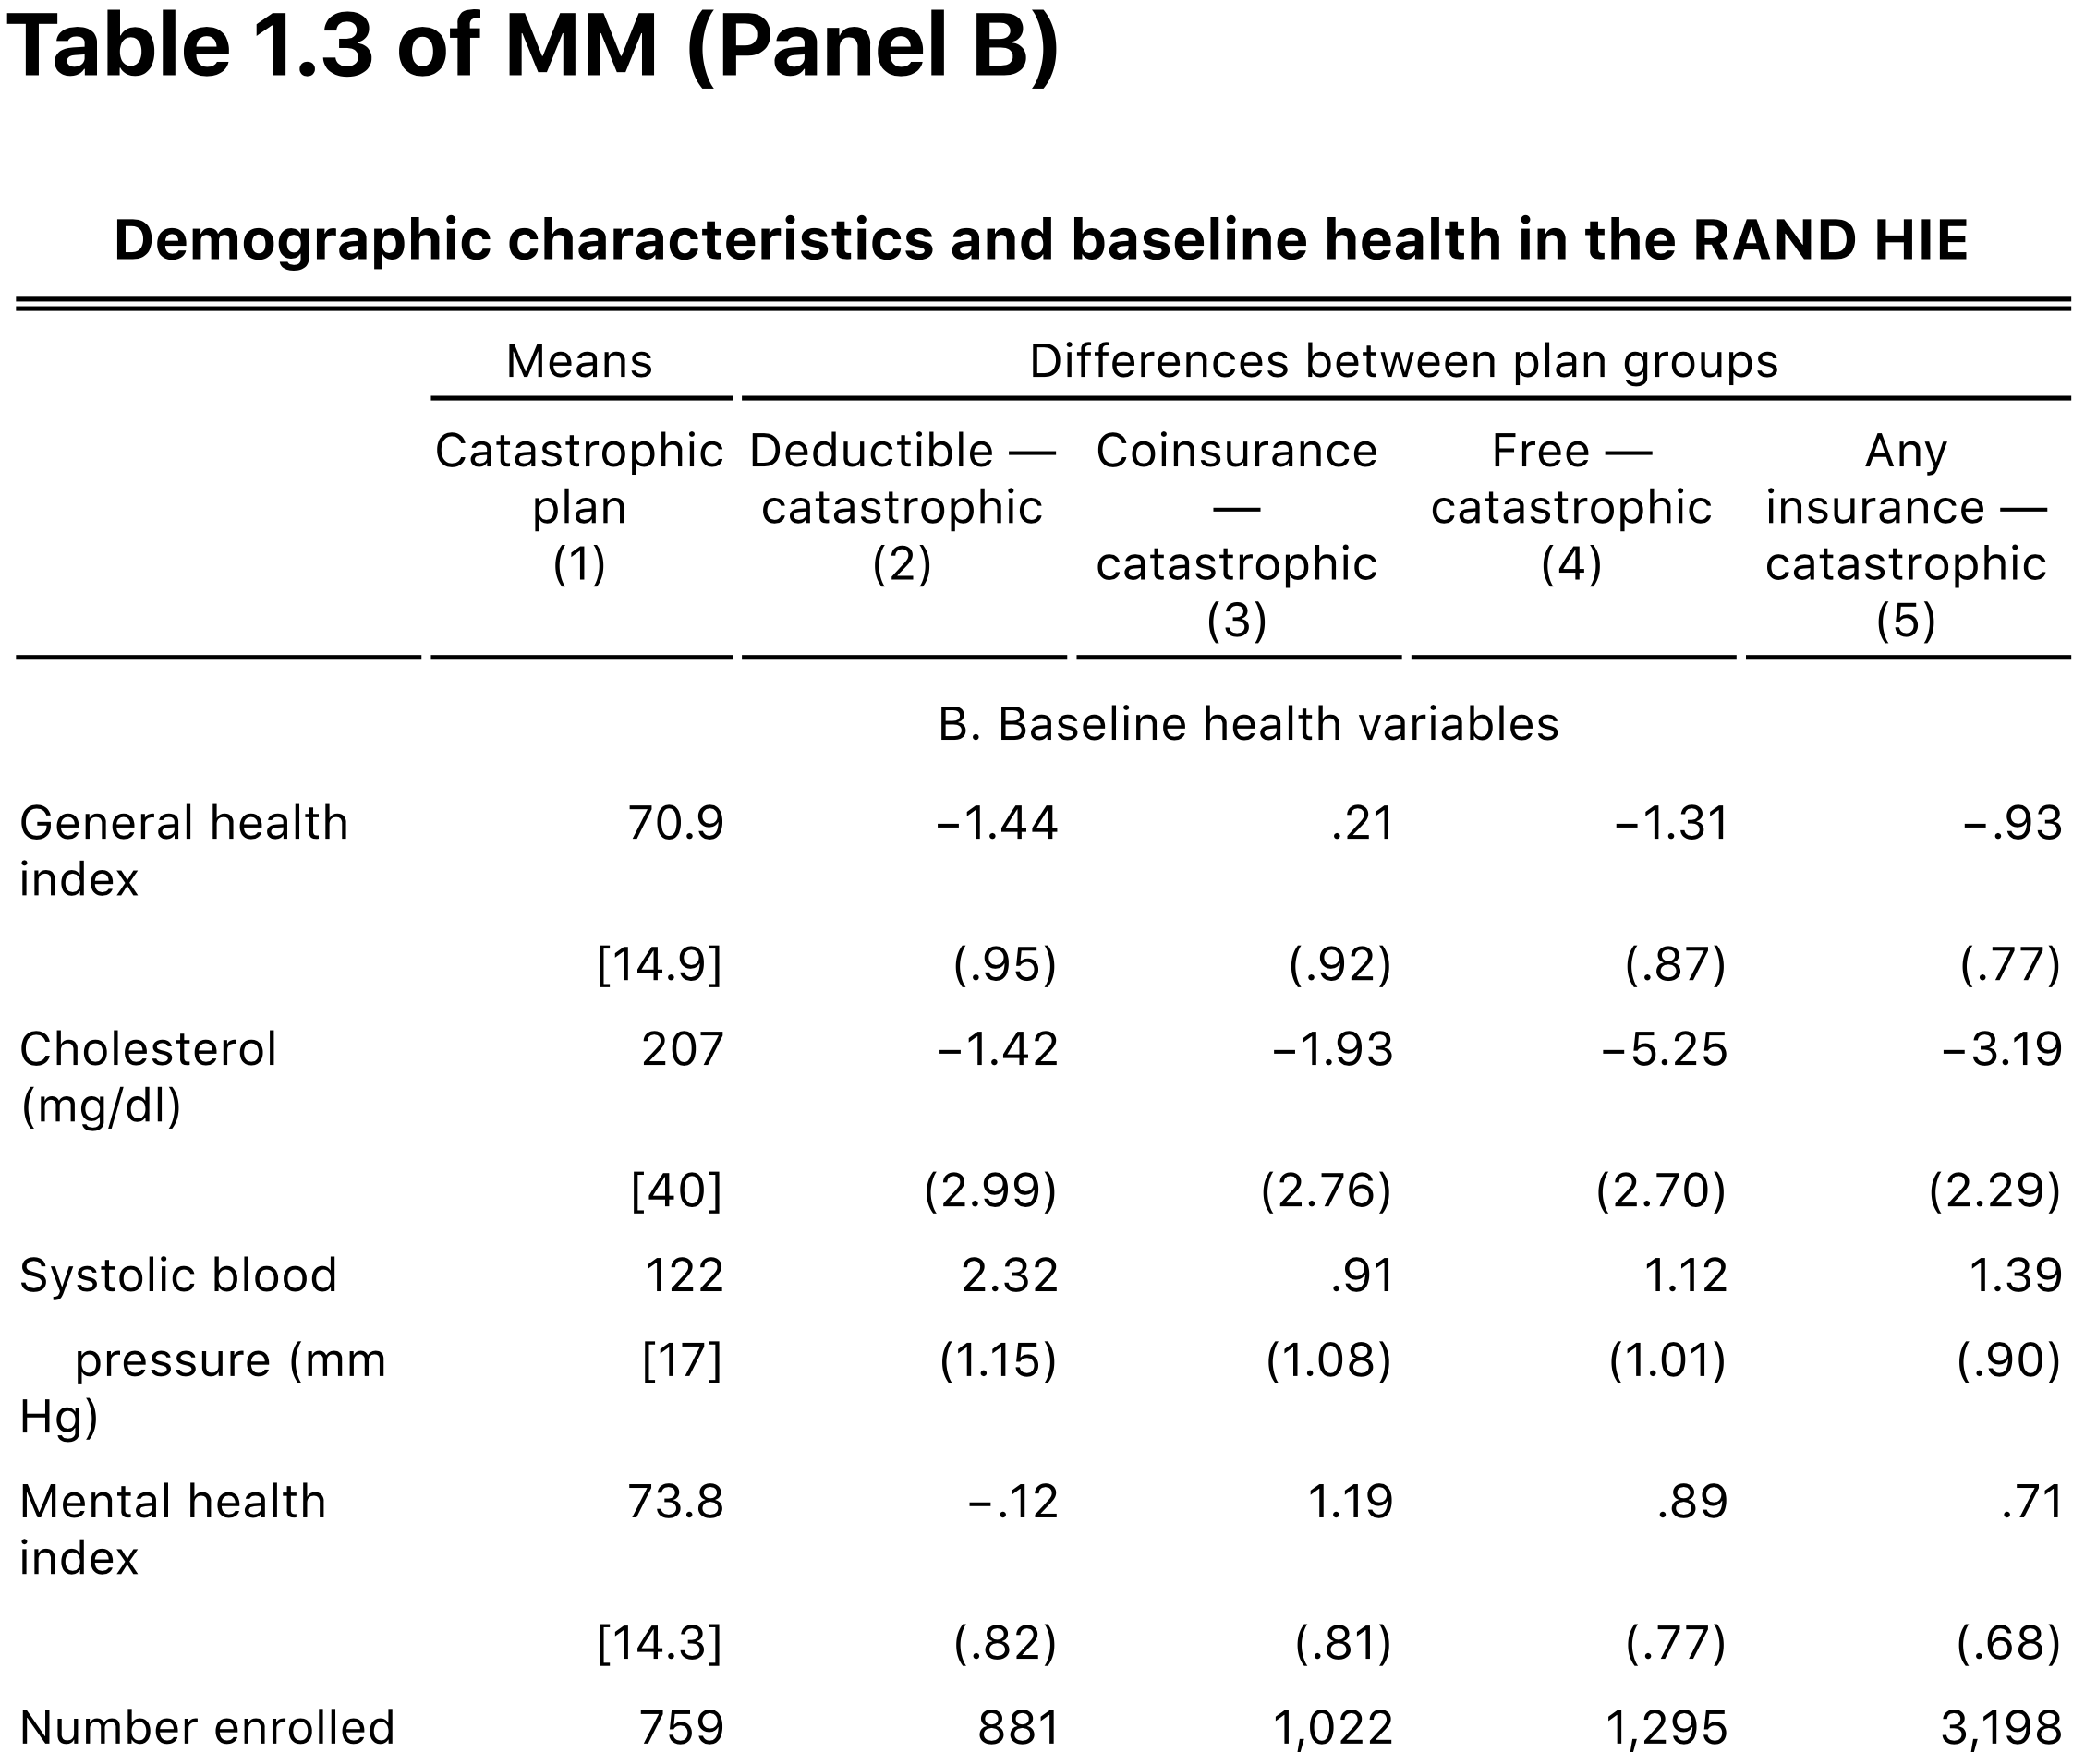 Table 1.3 of MM (Panel B)
Demographic characteristics and baseline health in the RAND HIE
Means Differences between plan groups
Catastrophic plan (1) Deductible — catastrophic (2) Coinsurance — catastrophic (3) Free — catastrophic (4) Any insurance — catastrophic (5)
B. Baseline health variables
General health index 70.9 −1.44 .21 −1.31 −.93
[14.9] (.95) (.92) (.87) (.77)
Cholesterol (mg/dl) 207 −1.42 −1.93 −5.25 −3.19
[40] (2.99) (2.76) (2.70) (2.29)
Systolic blood 122 2.32 .91 1.12 1.39
pressure (mm Hg) [17] (1.15) (1.08) (1.01) (.90)
Mental health index 73.8 −.12 1.19 .89 .71
[14.3] (.82) (.81) (.77) (.68)
Number enrolled 759 881 1,022 1,295 3,198